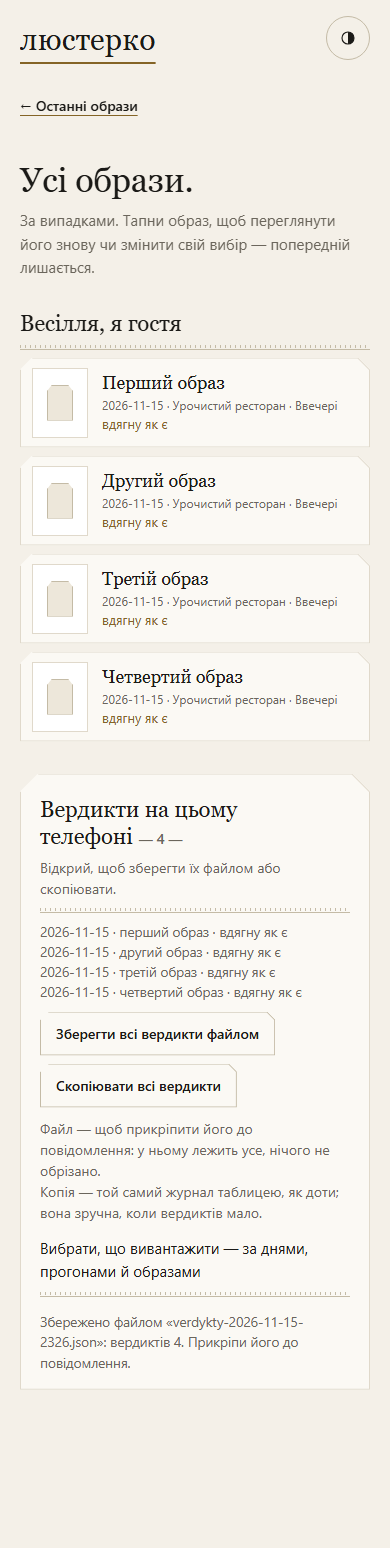 люстерко
← Останні образи
Усі образи.
За випадками. Тапни образ, щоб переглянути
його знову чи змінити свій вибір — попередній
лишається.
Весілля, я гостя
Перший образ
2026-11-15 · Урочистий ресторан · Ввечері
вдягну як є
Другий образ
2026-11-15 · Урочистий ресторан · Ввечері
вдягну як є
Третій образ
2026-11-15 · Урочистий ресторан · Ввечері
вдягну як є
Четвертий образ
2026-11-15 · Урочистий ресторан · Ввечері
вдягну як є
Вердикти на цьому
телефоні — 4 —
Відкрий, щоб зберегти їх файлом або
скопіювати.
2026-11-15 · перший образ · вдягну як є
2026-11-15 · другий образ · вдягну як є
2026-11-15 · третій образ · вдягну як є
2026-11-15 · четвертий образ · вдягну як є
Зберегти всі вердикти файлом
Скопіювати всі вердикти
Файл — щоб прикріпити його до
повідомлення: у ньому лежить усе, нічого не
обрізано.
Копія — той самий журнал таблицею, як доти;
вона зручна, коли вердиктів мало.
Вибрати, що вивантажити — за днями,
прогонами й образами
Збережено файлом «verdykty-2026-11-15-
2326.json»: вердиктів 4. Прикріпи його до
повідомлення.